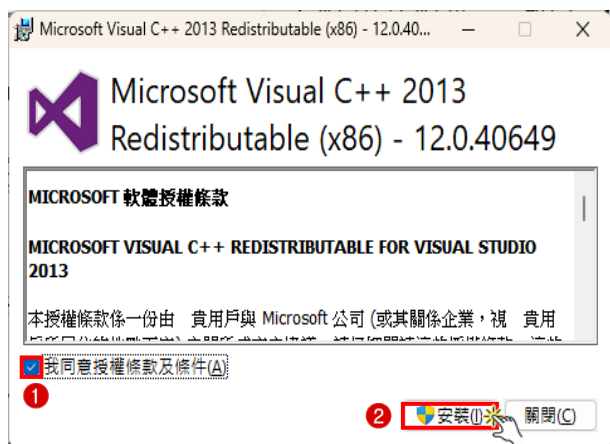 Microsoft Visual C++ 2013 Redistributable (x86) - 12.0.40...
Microsoft Visual C++ 2013
Redistributable (x86) - 12.0.40649
MICROSOFT 軟體授權條款
MICROSOFT VISUAL C++ REDISTRIBUTABLE FOR VISUAL STUDIO
2013
本授權條款係一份由 貴用戶與 Microsoft 公司 (或其關係企業，視 貴用
我同意授權條款及條件(A)
1
2 安裝(I) 關閉(C)